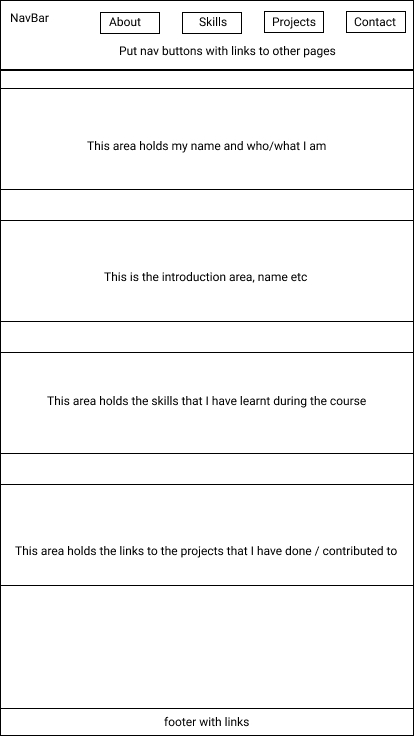 NavBar
About
Skills
Projects
Contact
Put nav buttons with links to other pages
This area holds my name and who/what I am
This is the introduction area, name etc
This area holds the skills that I have learnt during the course
This area holds the links to the projects that I have done / contributed to
footer with links